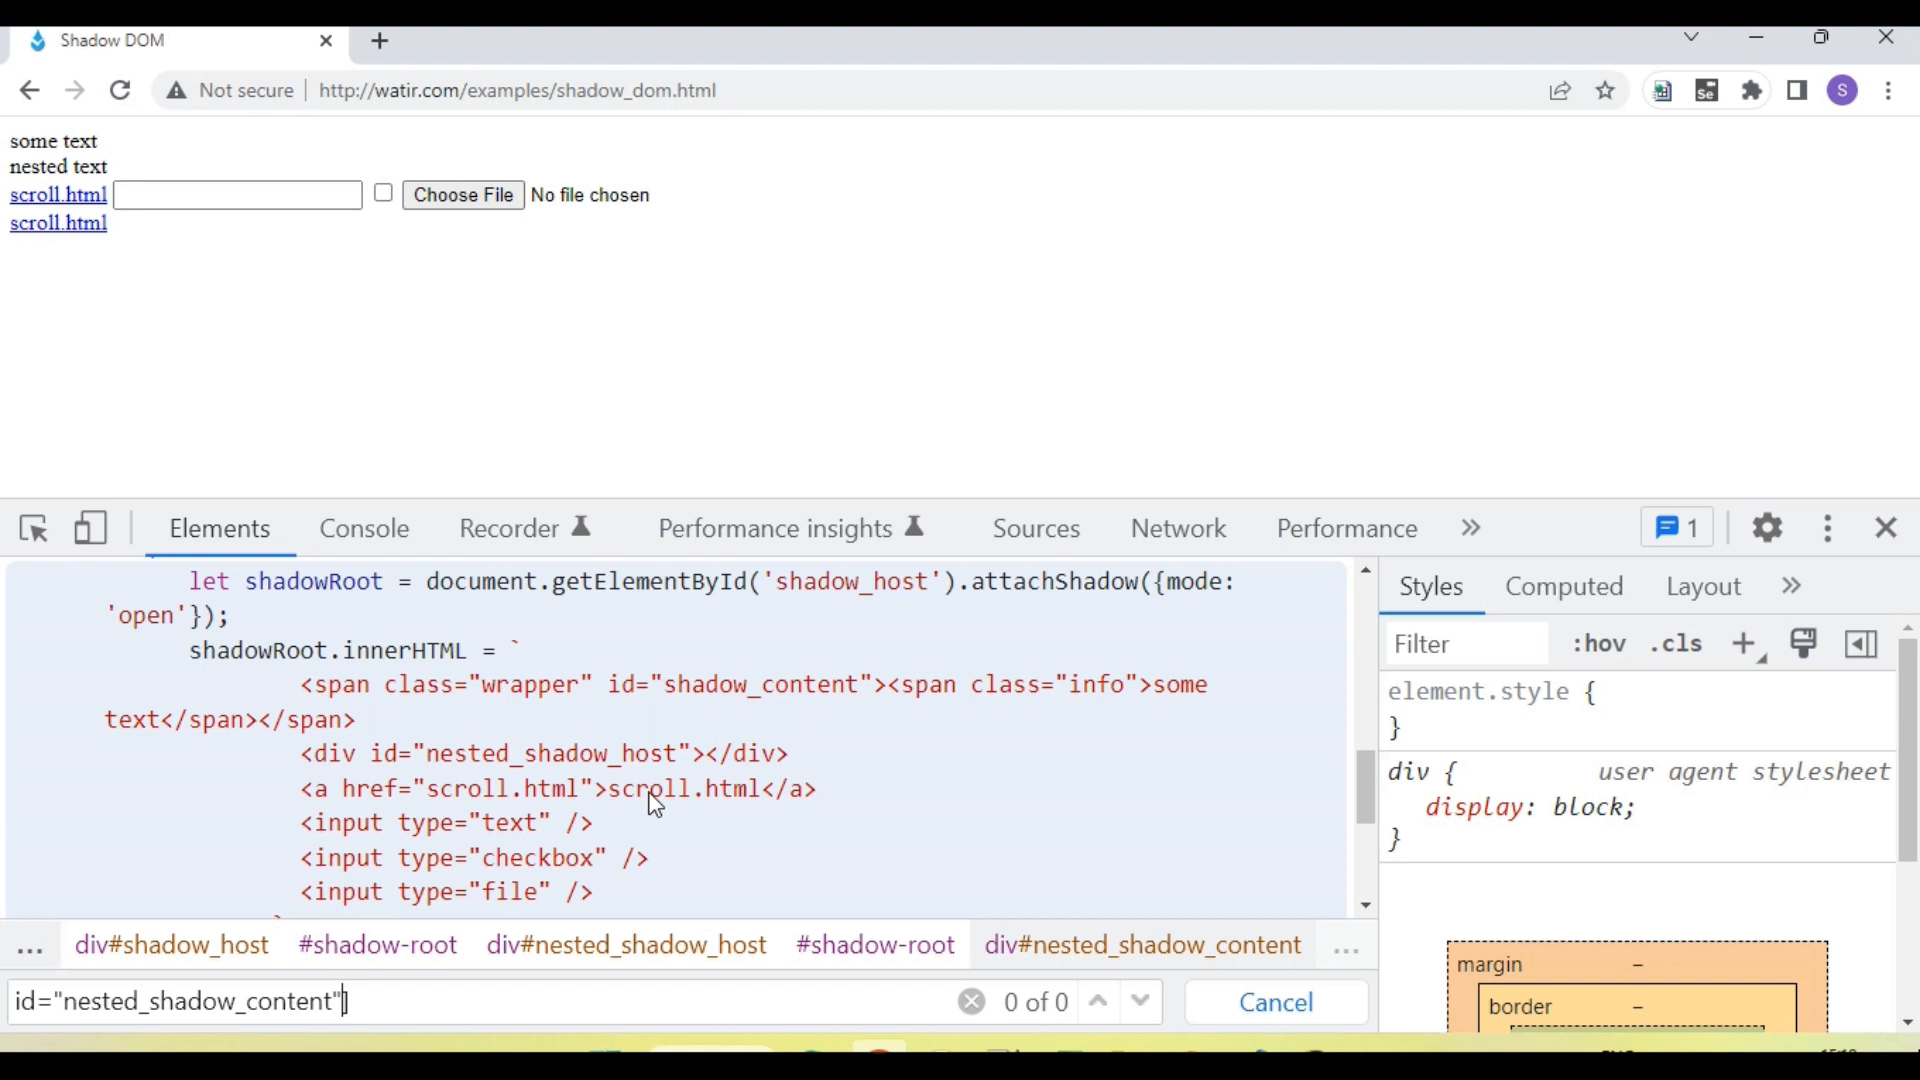 Shadow DOM
Not secure http://watir.com/examples/shadow_dom.html
Se
S
some text
nested text
scroll.html Choose File No file chosen
scroll.html
Elements Console Recorder Performance insights Sources Network Performance » 1
let shadowRoot = document.getElementById('shadow_host').attachShadow({mode:
'open'});
shadowRoot.innerHTML = `
<span class="wrapper" id="shadow_content"><span class="info">some
text</span></span>
<div id="nested_shadow_host"></div>
<a href="scroll.html">scroll.html</a>
<input type="text" />
<input type="checkbox" />
<input type="file" />
... div#shadow_host #shadow-root div#nested_shadow_host #shadow-root div#nested_shadow_content ...
id="nested_shadow_content"] 0 of 0 Cancel
Styles Computed Layout »
Filter :hov .cls +
element.style {
}
div { user agent stylesheet
display: block;
}
margin –
border –